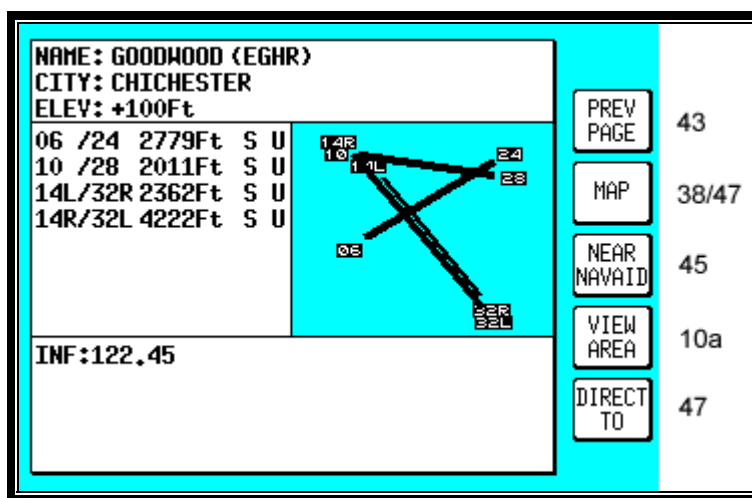 NAME: GOODWOOD (EGHR)
CITY: CHICHESTER
ELEV: +100Ft
06 /24 2779Ft S U
10 /28 2011Ft S U
14L/32R 2362Ft S U
14R/32L 4222Ft S U
14R
10
24
28
06
32R
32L
INF:122.45
PREV
PAGE
43
MAP
38/47
NEAR
NAVAID
45
VIEW
AREA
10a
DIRECT
TO
47